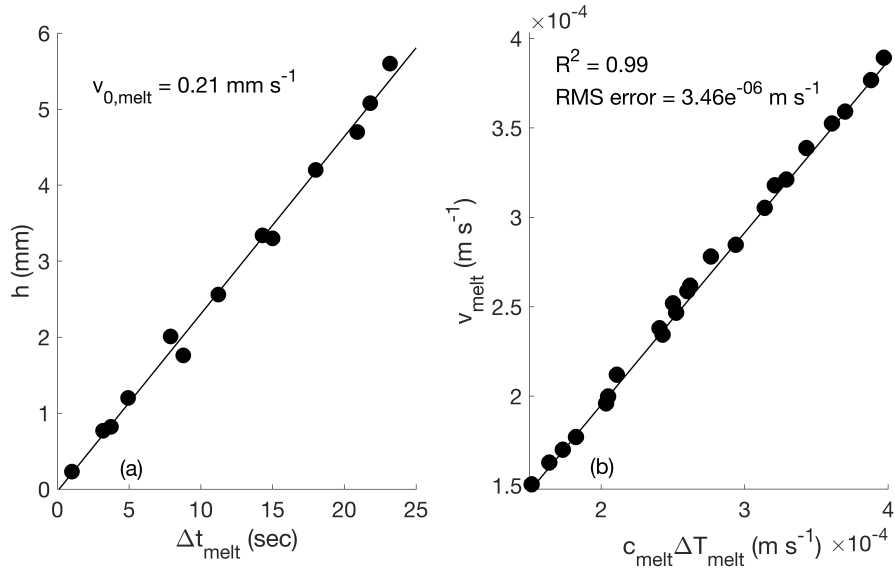 6
5
4
3
2
1
0
h (mm)
v0,melt = 0.21 mm s-1
(a)
0 5 10 15 20 25
Δtmelt (sec)
×10-4
4
3.5
3
2.5
2
1.5
vmelt (m s-1)
R2 = 0.99
RMS error = 3.46e-06 m s-1
(b)
2 3 4
cmeltΔTmelt (m s-1) ×10-4